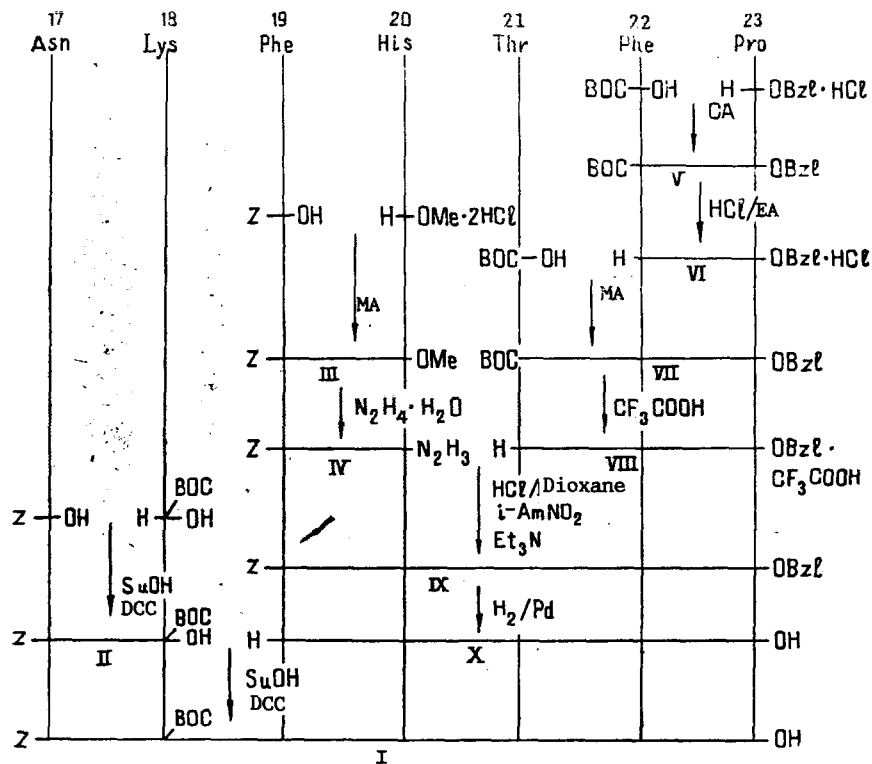 17 18 19 20 21 22 23
Asn Lys Phe His Thr Phe Pro
BOC OH H OBzℓ·HCℓ
CA
BOC V OBzℓ
HCℓ/EA
Z OH H OMe·2HCℓ
BOC OH H VI OBzℓ·HCℓ
MA MA
Z III OMe BOC VII OBzℓ
N₂H₄·H₂O CF₃COOH
Z IV N₂H₃ H VIII OBzℓ·
CF₃COOH
HCℓ/Dioxane
i-AmNO₂
Et₃N
BOC
Z OH H OH
SuOH
DCC
Z IX OBzℓ
H₂/Pd
BOC
Z II OH H X OH
SuOH
DCC
BOC
Z I OH